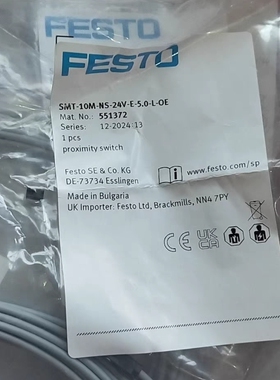 FESTO
FESTO
SMT-10M-NS-24V-E-5.0-L-OE
Mat. No.: 551372
Series: 12-2024:13
1 pcs
proximity switch
Festo SE & Co. KG
DE-73734 Esslingen
www.festo.com/sp
Made in Bulgaria
UK Importer: Festo Ltd, Brackmills, NN4 7PY
CE UK CA